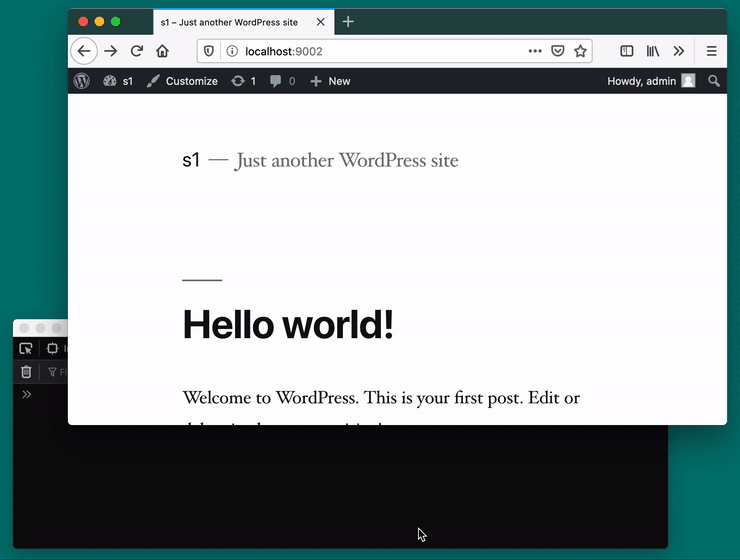 s1 – Just another WordPress site
localhost:9002
s1 Customize 1 0 New Howdy, admin
s1 — Just another WordPress site
Hello world!
Welcome to WordPress. This is your first post. Edit or